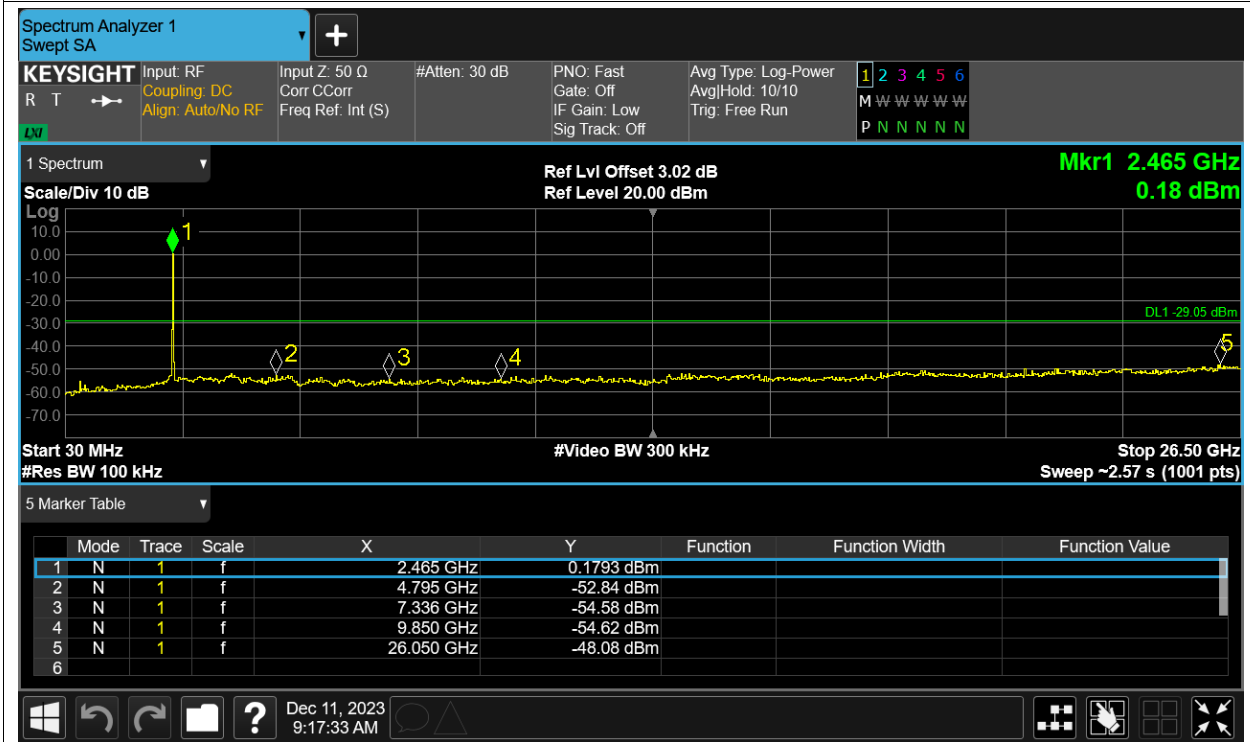 Spectrum Analyzer 1
Swept SA
+
KEYSIGHT
R T
LXI
Input: RF
Coupling: DC
Align: Auto/No RF
Input Z: 50 Ω
Corr CCorr
Freq Ref: Int (S)
#Atten: 30 dB
PNO: Fast
Gate: Off
IF Gain: Low
Sig Track: Off
Avg Type: Log-Power
Avg|Hold: 10/10
Trig: Free Run
1 2 3 4 5 6
M W W W W W
P N N N N N
1 Spectrum
Scale/Div 10 dB
Ref Lvl Offset 3.02 dB
Ref Level 20.00 dBm
Mkr1 2.465 GHz
0.18 dBm
Log
10.0
0.00
-10.0
-20.0
-30.0
-40.0
-50.0
-60.0
-70.0
1
2
3
4
5
DL1 -29.05 dBm
Start 30 MHz
#Res BW 100 kHz
#Video BW 300 kHz
Stop 26.50 GHz
Sweep ~2.57 s (1001 pts)
5 Marker Table
Mode Trace Scale X Y Function Function Width Function Value
1 N 1 f 2.465 GHz 0.1793 dBm
2 N 1 f 4.795 GHz -52.84 dBm
3 N 1 f 7.336 GHz -54.58 dBm
4 N 1 f 9.850 GHz -54.62 dBm
5 N 1 f 26.050 GHz -48.08 dBm
6
?
Dec 11, 2023
9:17:33 AM